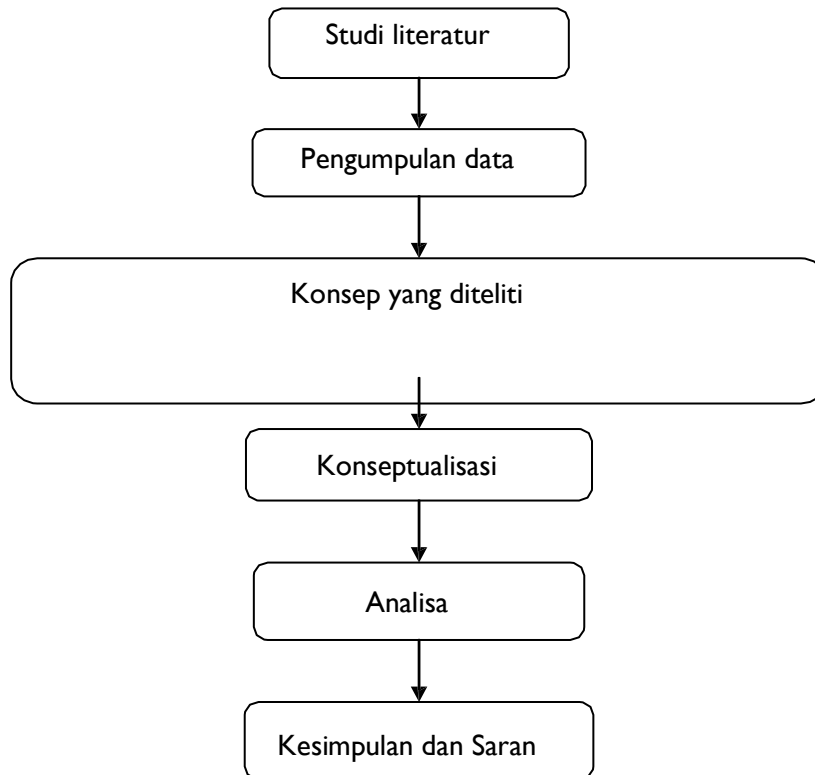 Studi literatur
Pengumpulan data
Konsep yang diteliti
Konseptualisasi
Analisa
Kesimpulan dan Saran